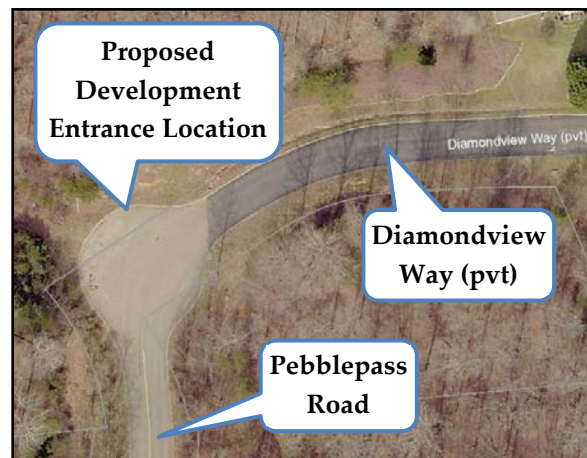 Proposed
Development
Entrance Location
Diamondview Way (pvt)
Diamondview
Way (pvt)
Pebblepass
Road